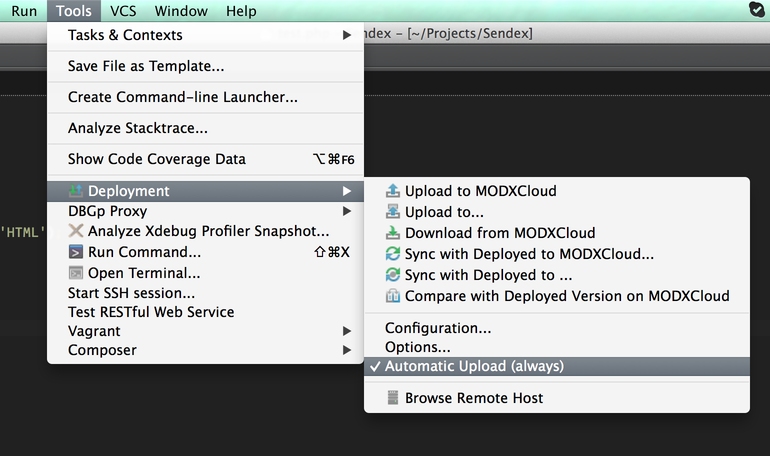 Run Tools VCS Window Help
ndex – [~/Projects/Sendex]
Tasks & Contexts
Save File as Template...
Create Command-line Launcher...
Analyze Stacktrace...
Show Code Coverage Data ⌥⌘F6
Deployment
DBGp Proxy
'HTML'
Analyze Xdebug Profiler Snapshot...
Run Command... ⇧⌘X
Open Terminal...
Start SSH session...
Test RESTful Web Service
Vagrant
Composer
Upload to MODXCloud
Upload to...
Download from MODXCloud
Sync with Deployed to MODXCloud...
Sync with Deployed to ...
Compare with Deployed Version on MODXCloud
Configuration...
Options...
✓ Automatic Upload (always)
Browse Remote Host